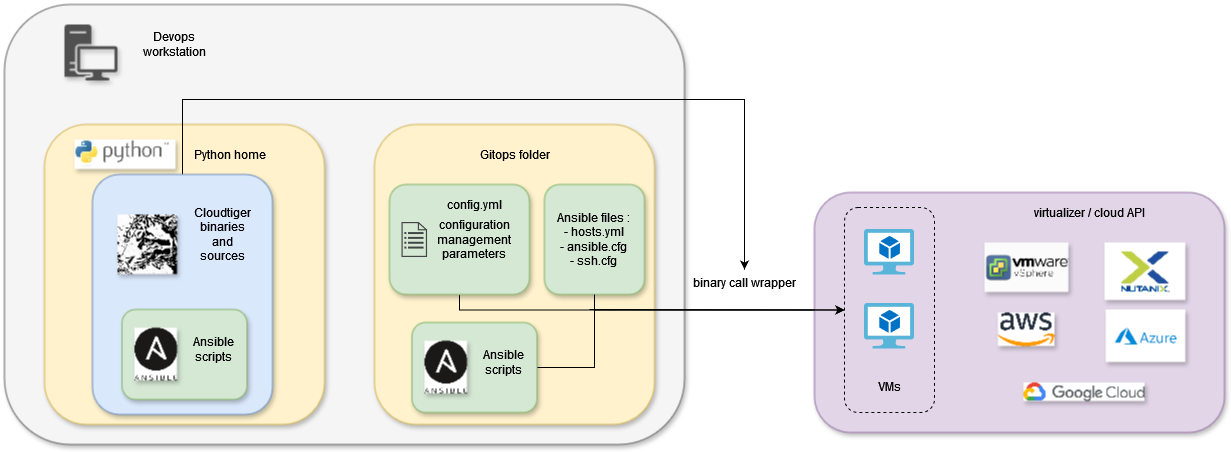 Devops
workstation
python™
Python home
Cloudtiger
binaries
and
sources
ANSIBLE
Ansible
scripts
Gitops folder
config.yml
configuration
management
parameters
Ansible files :
- hosts.yml
- ansible.cfg
- ssh.cfg
ANSIBLE
Ansible
scripts
binary call wrapper
virtualizer / cloud API
VMs
vmware
vSphere
NUTANIX
aws
Azure
Google Cloud